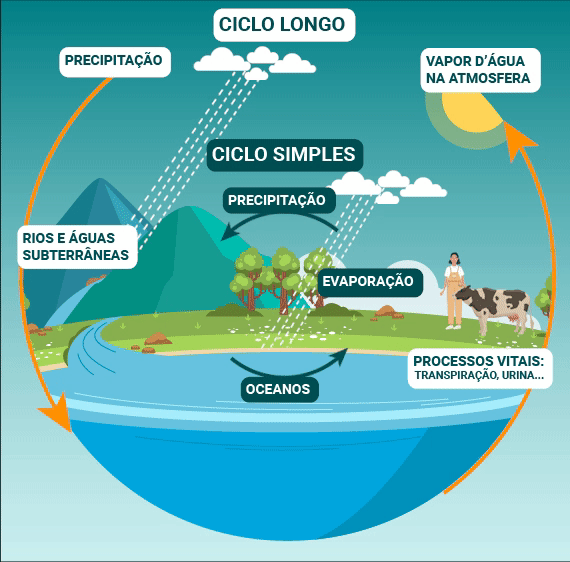 CICLO LONGO
PRECIPITAÇÃO
VAPOR D'ÁGUA
NA ATMOSFERA
CICLO SIMPLES
PRECIPITAÇÃO
RIOS E ÁGUAS
SUBTERRÂNEAS
EVAPORAÇÃO
PROCESSOS VITAIS:
TRANSPIRAÇÃO, URINA...
OCEANOS